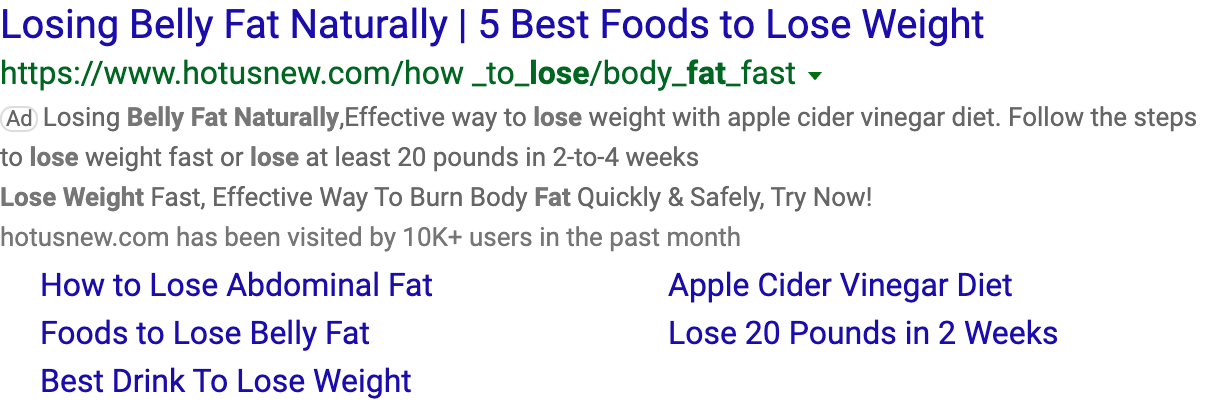 Losing Belly Fat Naturally | 5 Best Foods to Lose Weight
https://www.hotusnew.com/how _to_lose/body_fat_fast
Ad Losing Belly Fat Naturally,Effective way to lose weight with apple cider vinegar diet. Follow the steps
to lose weight fast or lose at least 20 pounds in 2-to-4 weeks
Lose Weight Fast, Effective Way To Burn Body Fat Quickly & Safely, Try Now!
hotusnew.com has been visited by 10K+ users in the past month
How to Lose Abdominal Fat
Apple Cider Vinegar Diet
Foods to Lose Belly Fat
Lose 20 Pounds in 2 Weeks
Best Drink To Lose Weight